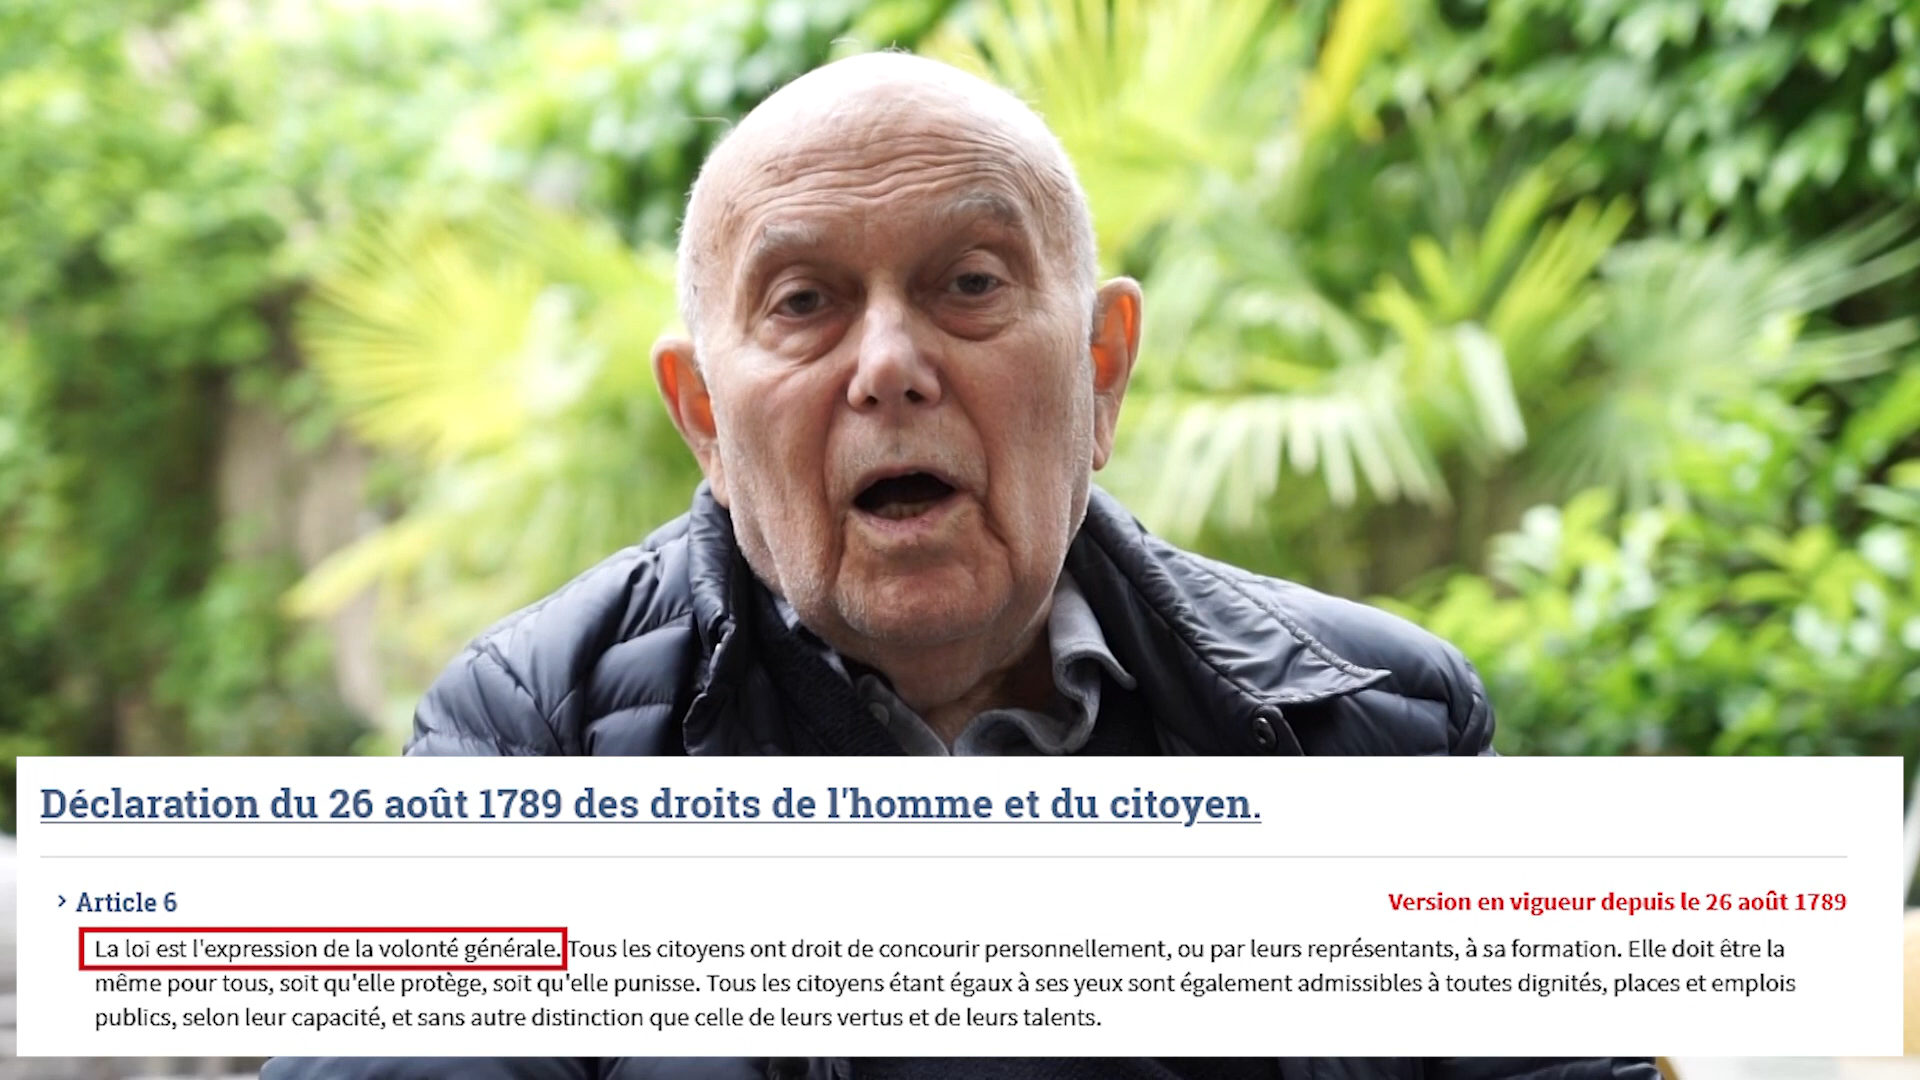 Déclaration du 26 août 1789 des droits de l'homme et du citoyen.
> Article 6
Version en vigueur depuis le 26 août 1789
La loi est l'expression de la volonté générale. Tous les citoyens ont droit de concourir personnellement, ou par leurs représentants, à sa formation. Elle doit être la
même pour tous, soit qu'elle protège, soit qu'elle punisse. Tous les citoyens étant égaux à ses yeux sont également admissibles à toutes dignités, places et emplois
publics, selon leur capacité, et sans autre distinction que celle de leurs vertus et de leurs talents.